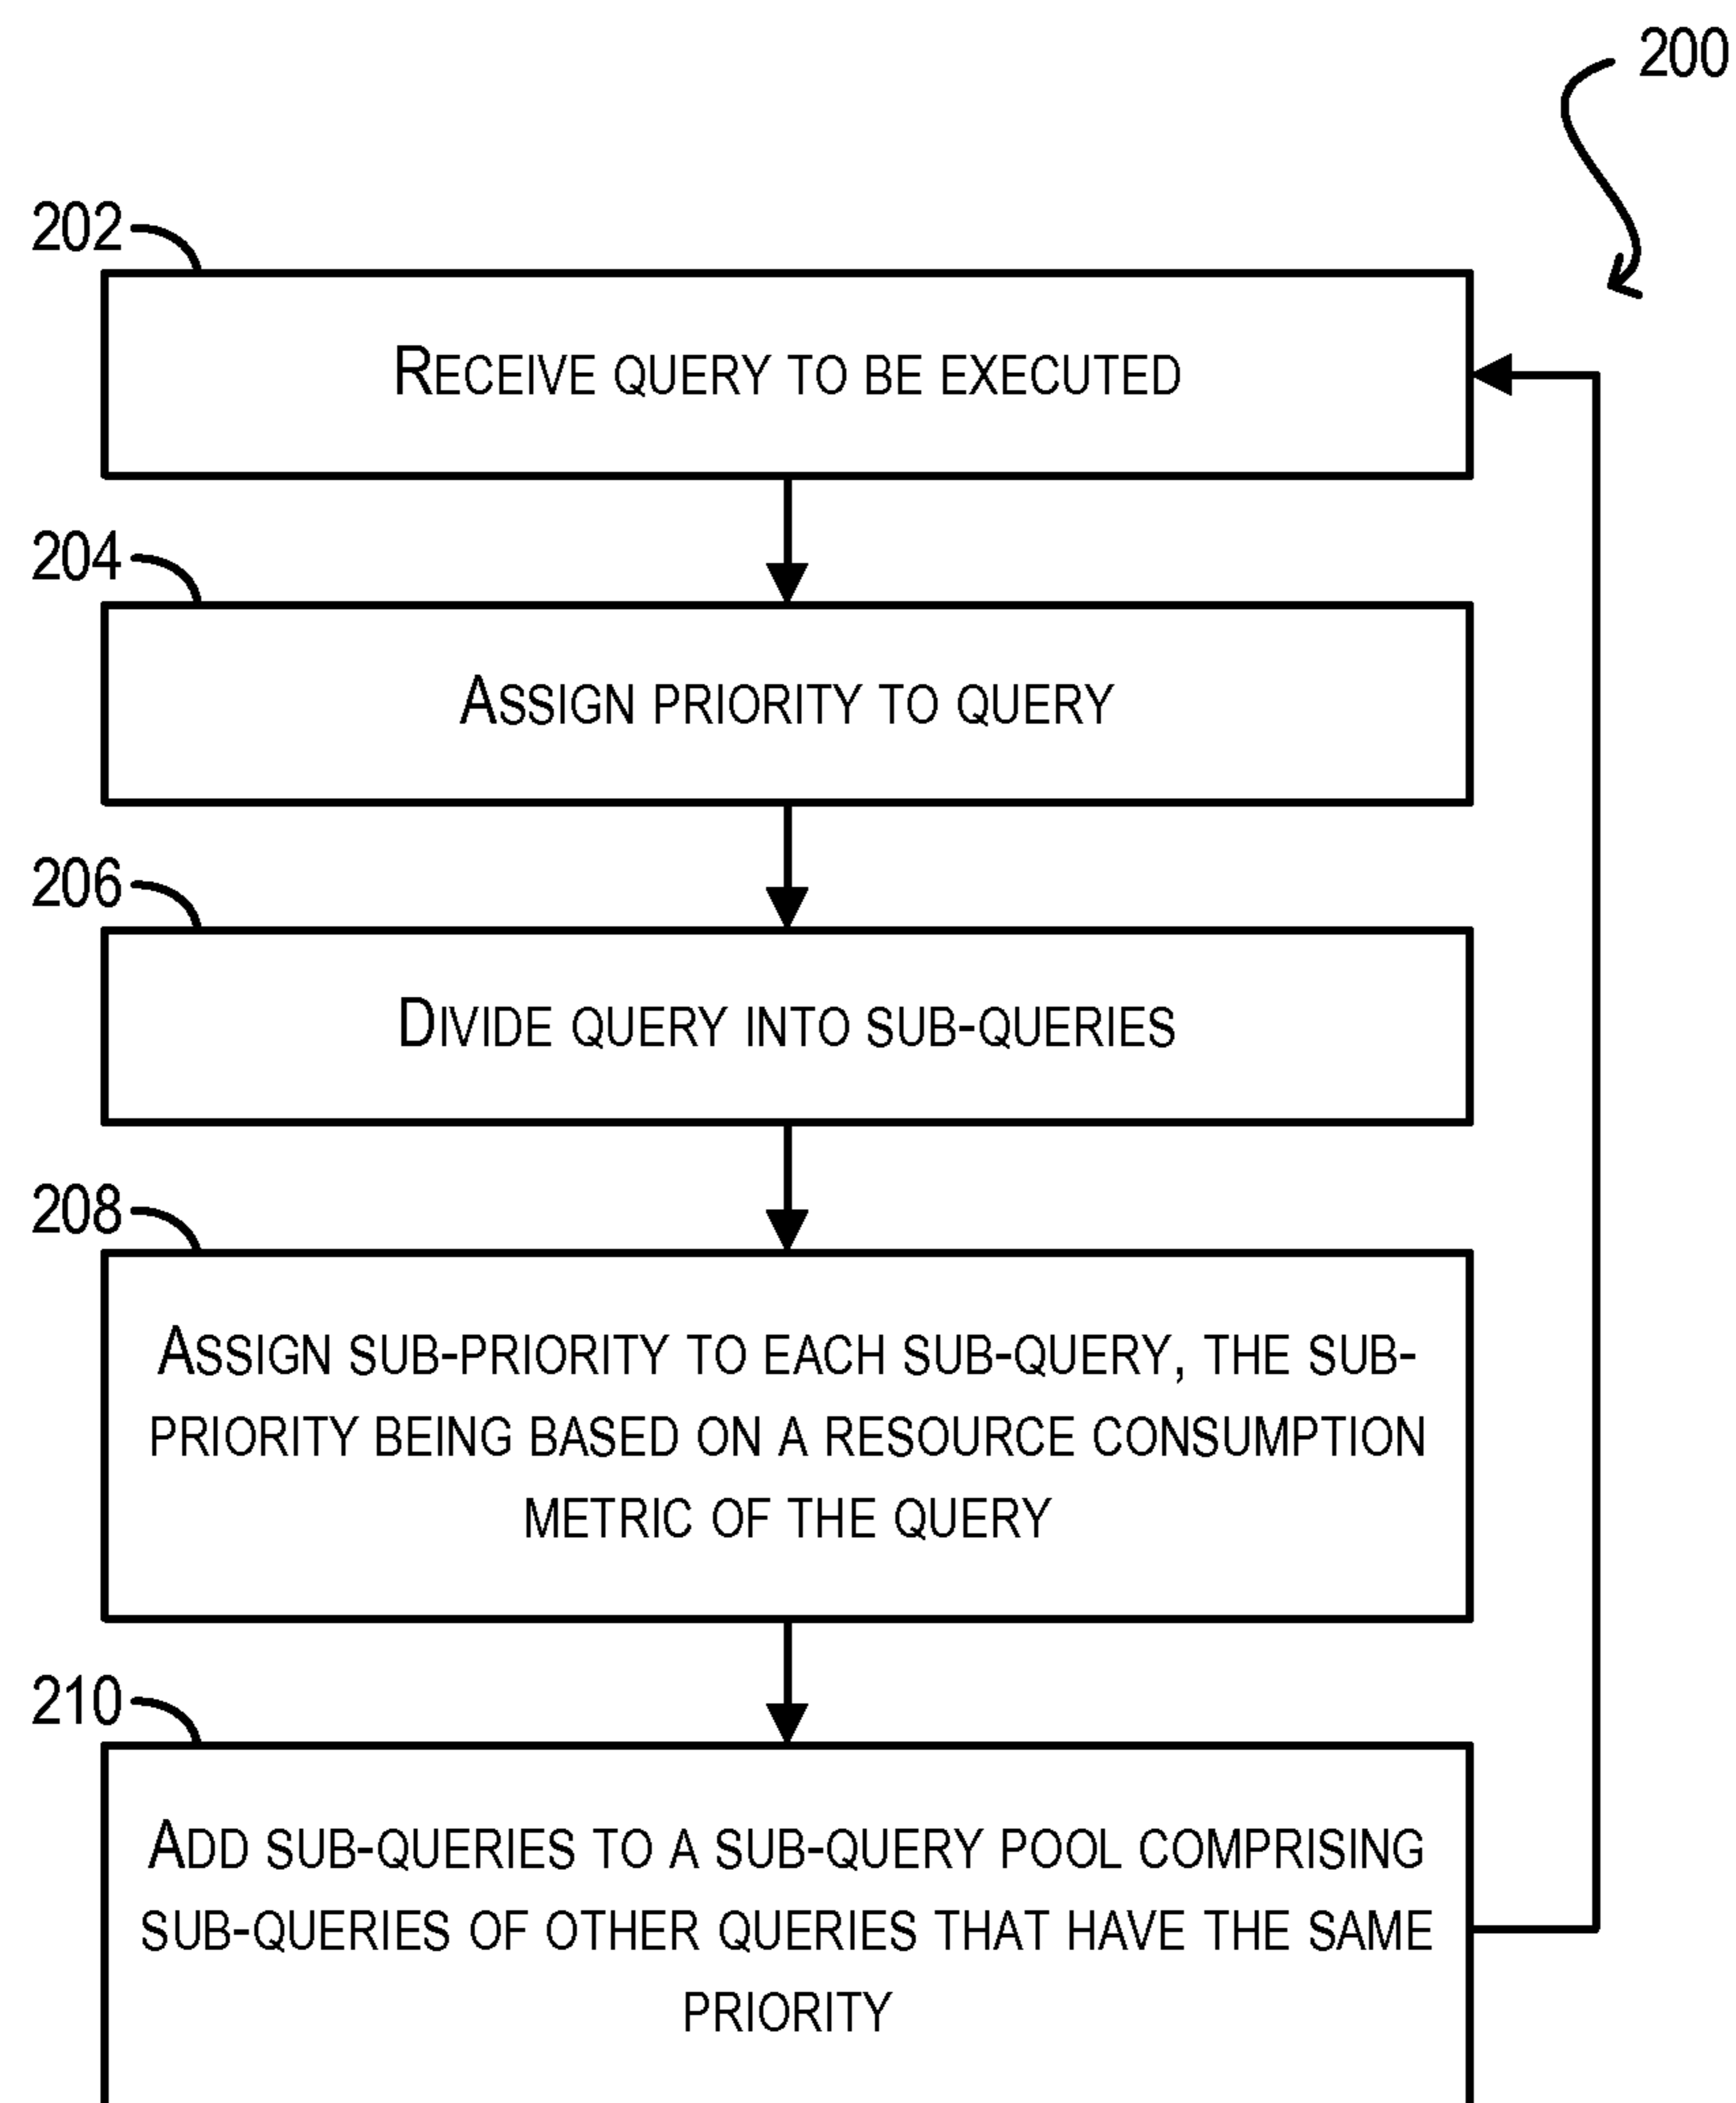 200
202
RECEIVE QUERY TO BE EXECUTED
204
ASSIGN PRIORITY TO QUERY
206
DIVIDE QUERY INTO SUB-QUERIES
208
ASSIGN SUB-PRIORITY TO EACH SUB-QUERY, THE SUB-
PRIORITY BEING BASED ON A RESOURCE CONSUMPTION
METRIC OF THE QUERY
210
ADD SUB-QUERIES TO A SUB-QUERY POOL COMPRISING
SUB-QUERIES OF OTHER QUERIES THAT HAVE THE SAME
PRIORITY